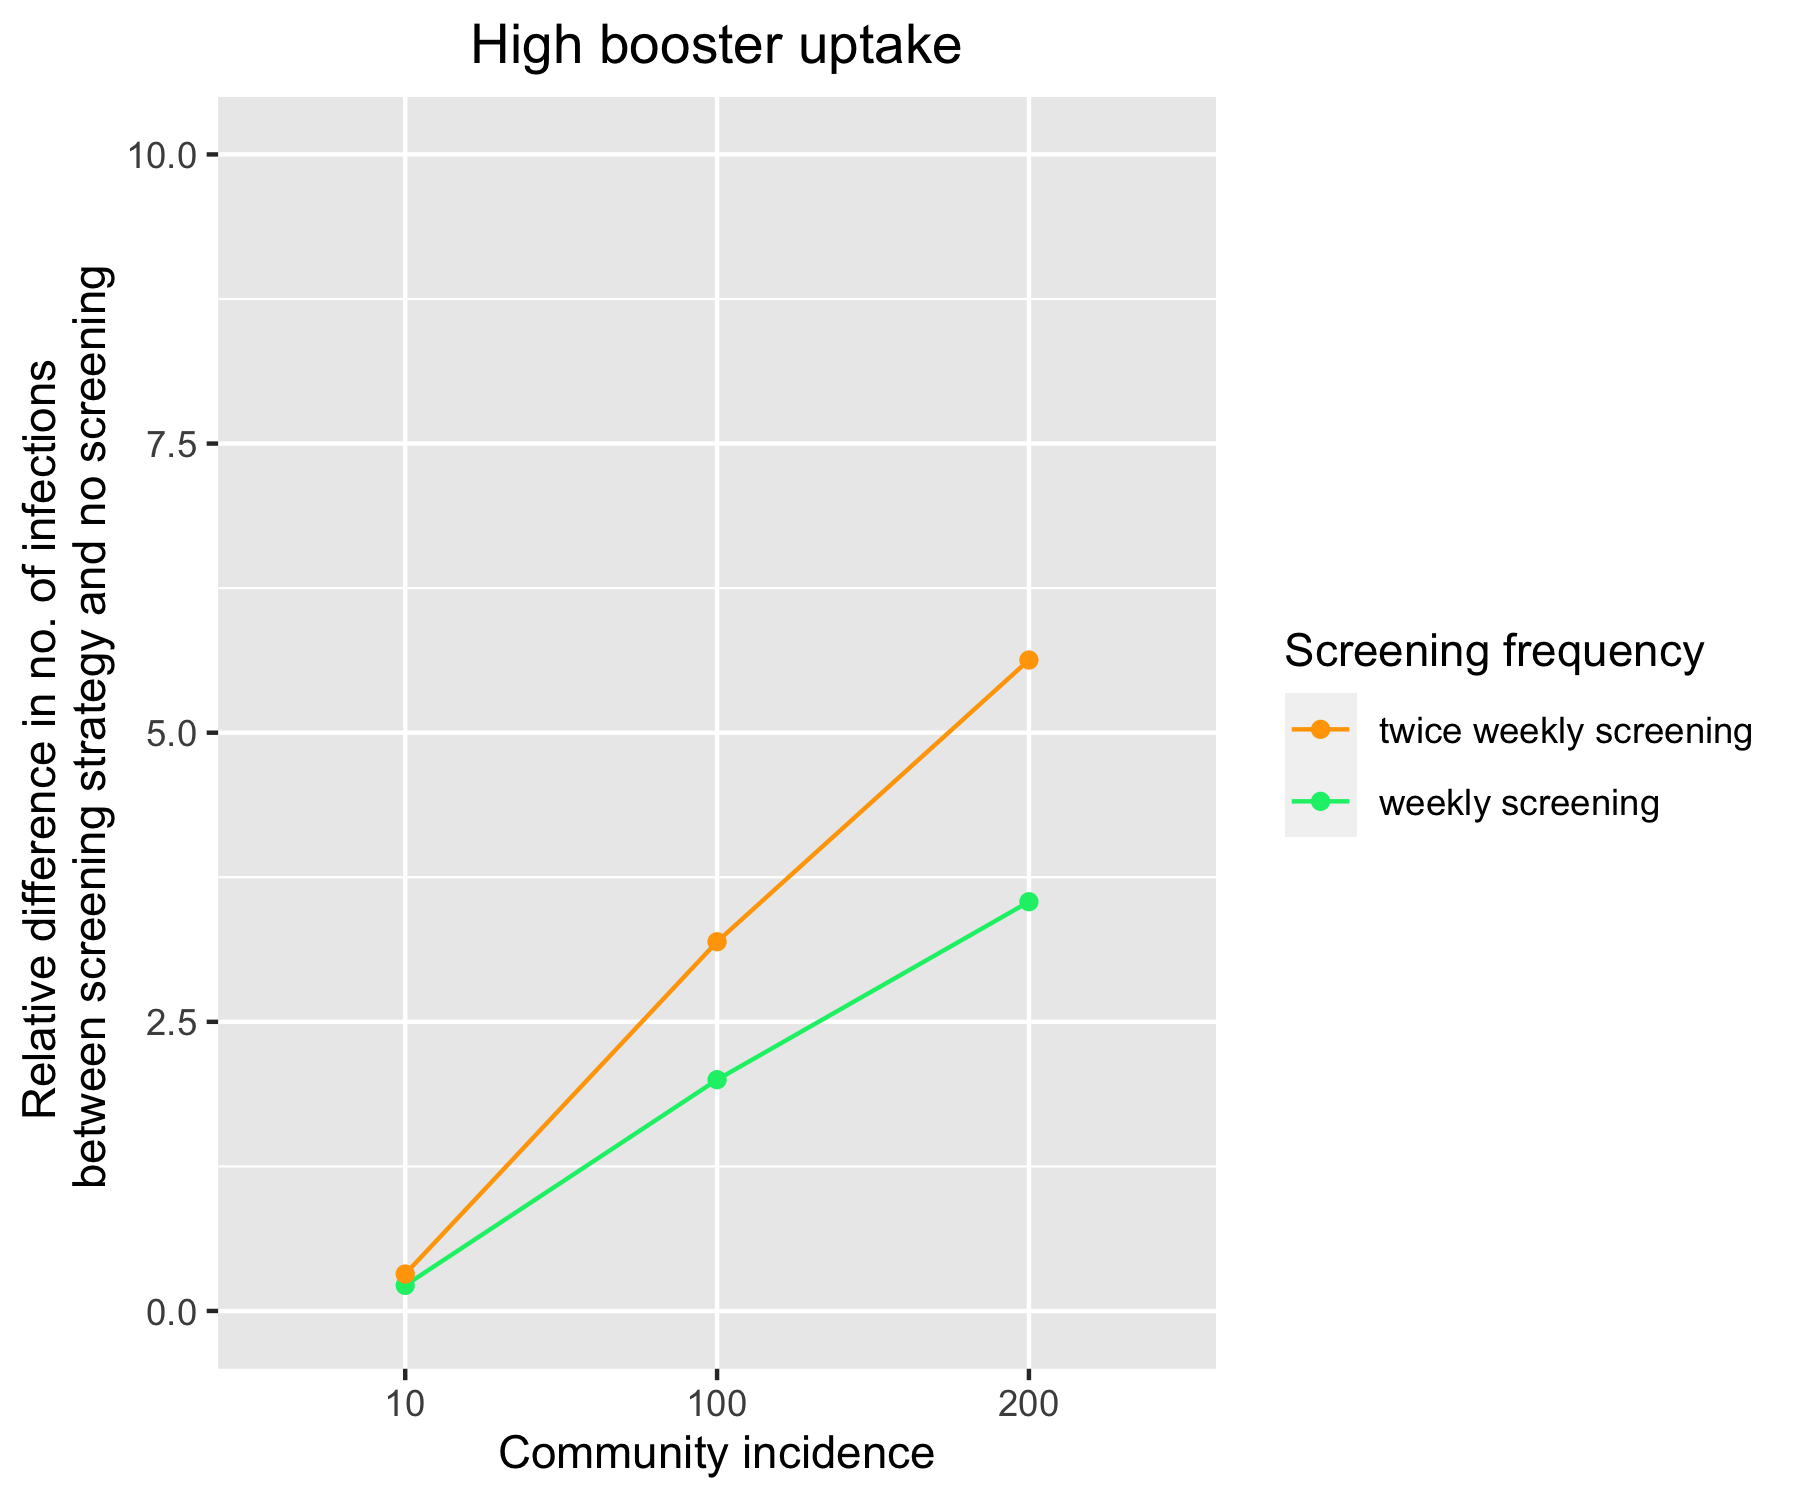 High booster uptake
Relative difference in no. of infections
between screening strategy and no screening
10.0
7.5
5.0
2.5
0.0
10
100
200
Community incidence
Screening frequency
twice weekly screening
weekly screening